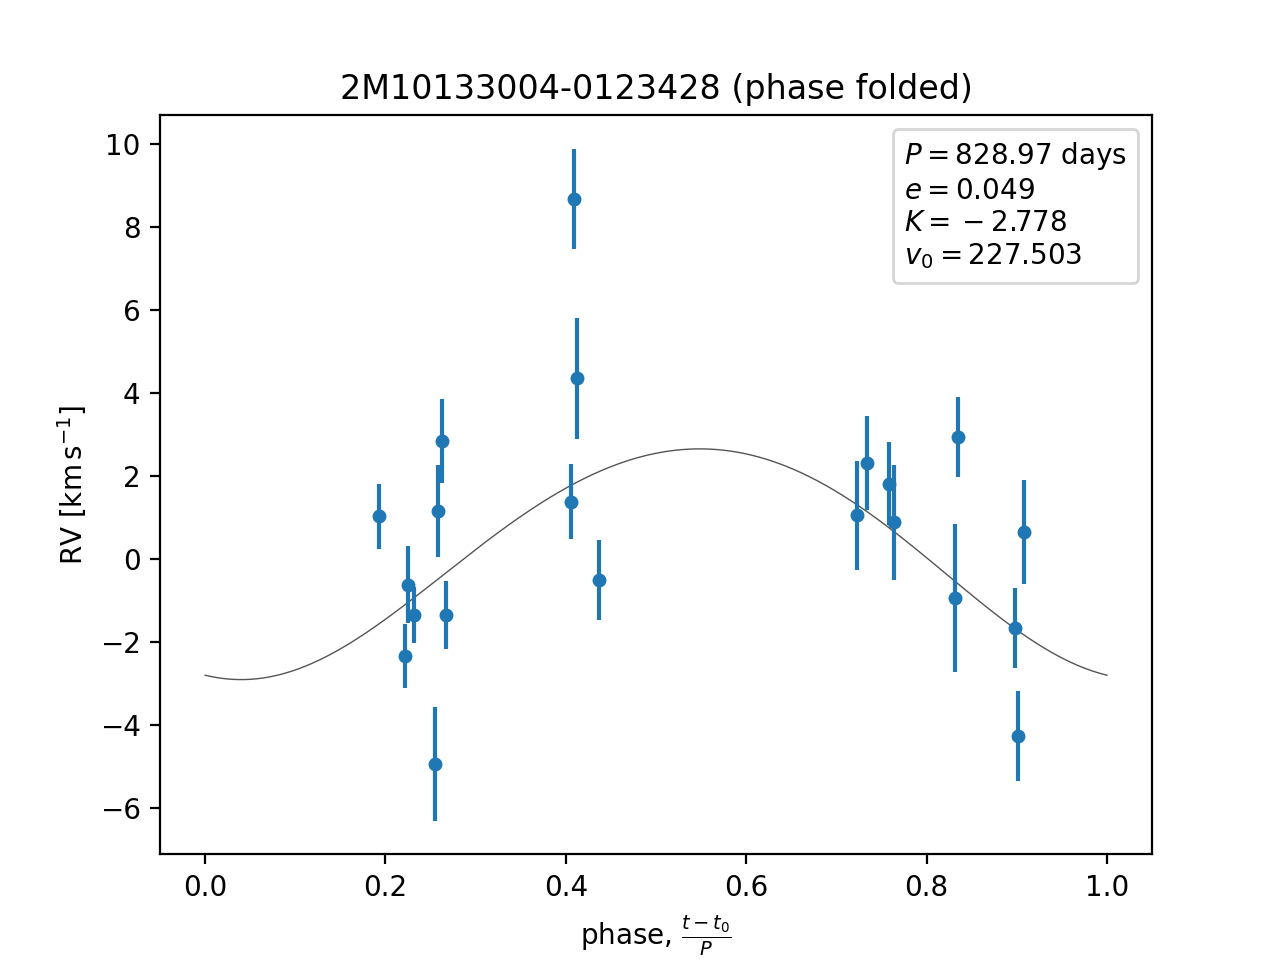 2M10133004-0123428 (phase folded)
P = 828.97 days
e = 0.049
K = −2.778
v₀ = 227.503
10
8
6
4
2
0
−2
−4
−6
RV [km s⁻¹]
0.0 0.2 0.4 0.6 0.8 1.0
phase, (t − t₀)/P